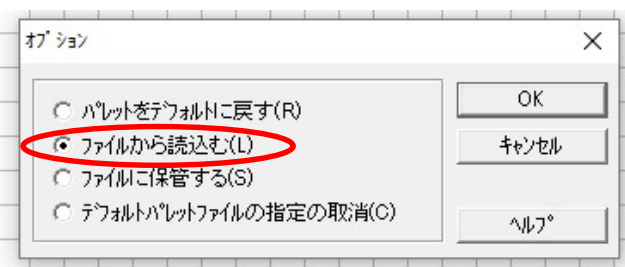 オプション
パレットをデフォルトに戻す(R)
ファイルから読込む(L)
ファイルに保管する(S)
デフォルトパレットファイルの指定の取消(C)
OK
キャンセル
ヘルプ